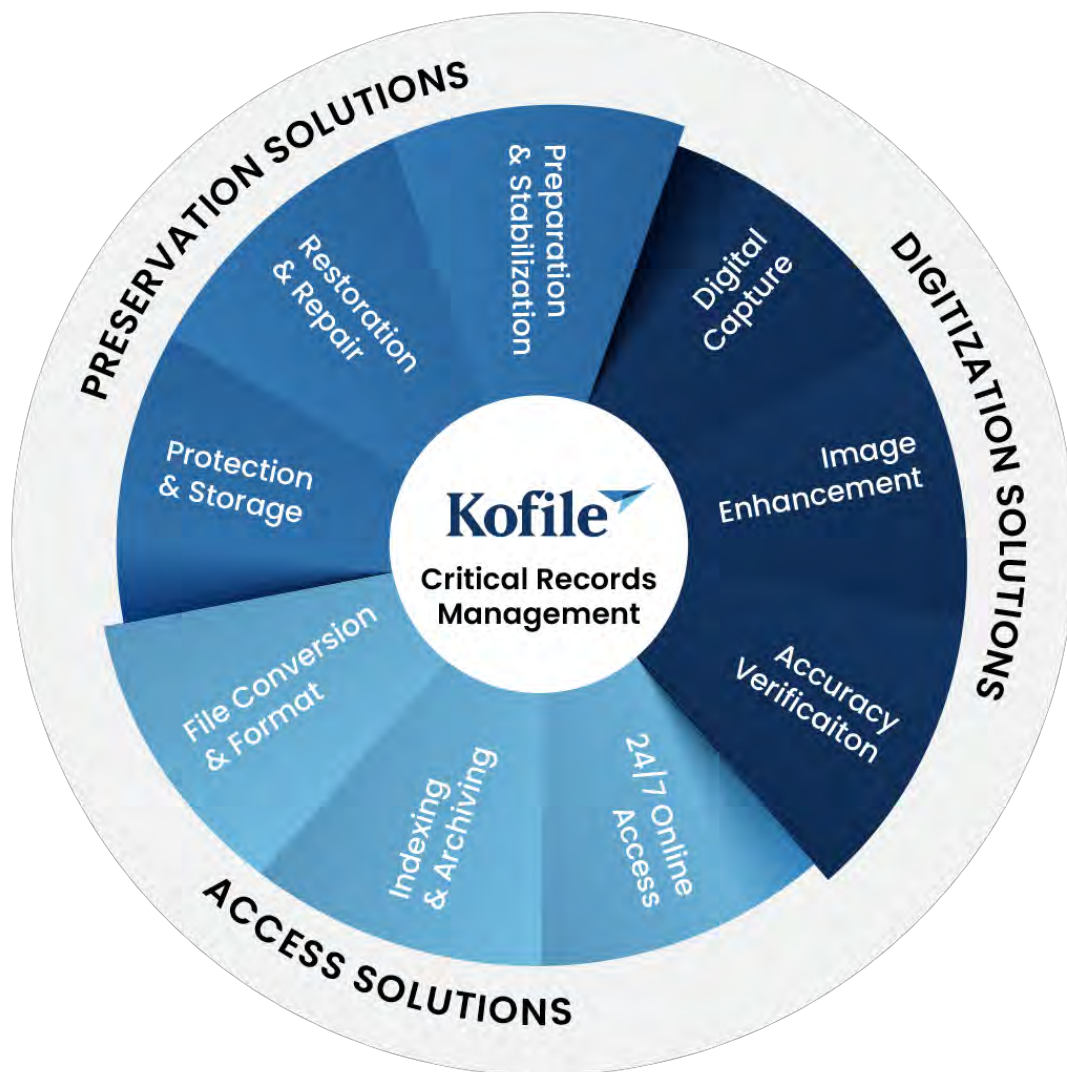 PRESERVATION SOLUTIONS
Preparation
& Stabilization
Restoration
& Repair
Protection
& Storage
DIGITIZATION SOLUTIONS
Digital
Capture
Image
Enhancement
Accuracy
Verificaiton
Kofile
Critical Records
Management
ACCESS SOLUTIONS
24/7 Online
Access
Indexing
& Archiving
File Conversion
& Format